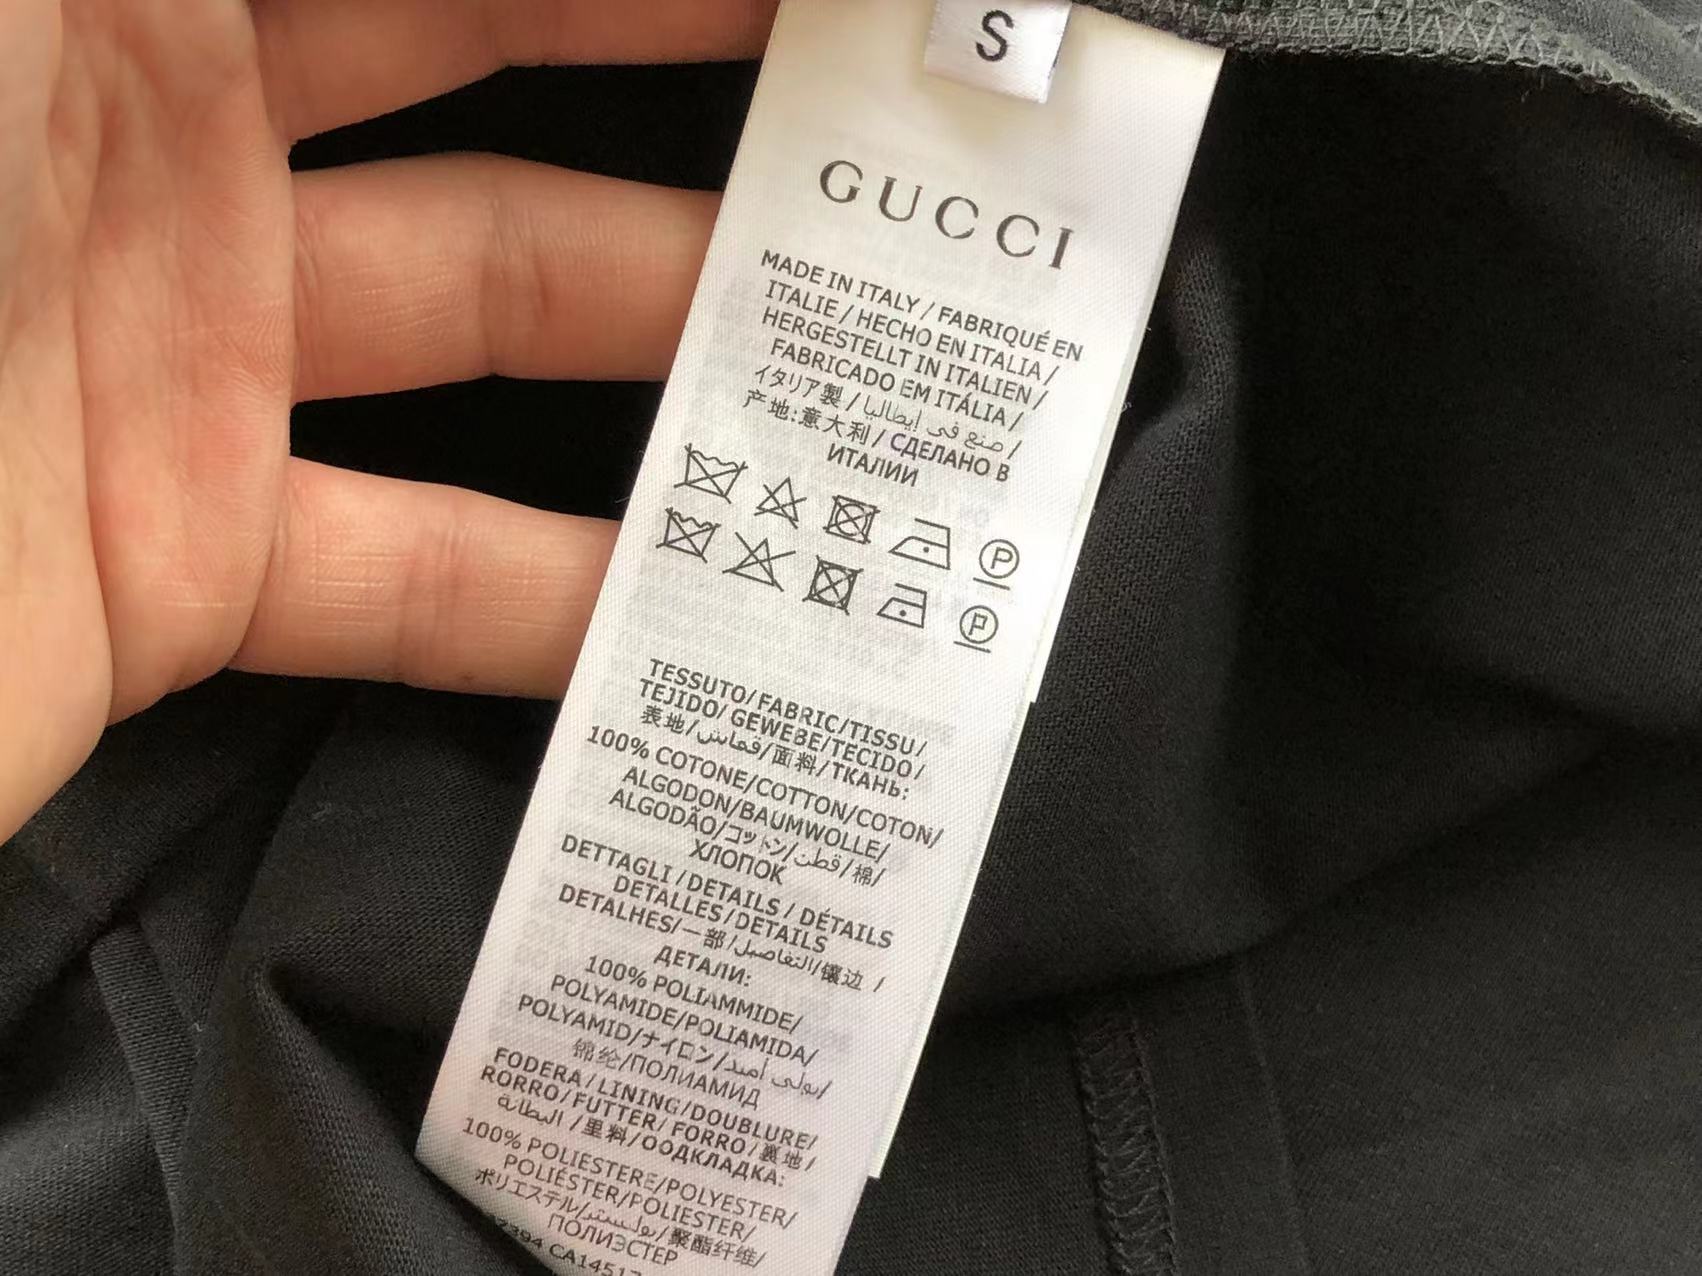 S
GUCCI
MADE IN ITALY / FABRIQUÉ EN
ITALIE / HECHO EN ITALIA /
HERGESTELLT IN ITALIEN /
FABRICADO EM ITÁLIA /
イタリア製 / صنع في إيطاليا /
产地:意大利 / СДЕЛАНО В
ИТАЛИИ
P
P
TESSUTO/FABRIC/TISSU/
TEJIDO/GEWEBE/TECIDO/
表地/قماش/面料/ТКАНЬ:
100% COTONE/COTTON/COTON/
ALGODON/BAUMWOLLE/
ALGODÃO/コットン/قطن/棉/
ХЛОПОК
DETTAGLI / DETAILS / DÉTAILS
DETALLES/DETAILS
DETALHES/一部/التفاصيل/镶边 /
ДЕТАЛИ:
100% POLIAMMIDE/
POLYAMIDE/POLIAMIDA/
POLYAMID/ナイロン/بولي أميد/
锦纶/ПОЛИАМИД
FODERA/LINING/DOUBLURE/
RORRO/FUTTER/FORRO/裏地/
البطانة /里料/ООДКЛАДКА:
100% POLIESTERE/POLYESTER/
POLIÉSTER/POLIESTER/
ポリエステル/بوليستر/聚酯纤维/
ПОЛИЭСТЕР